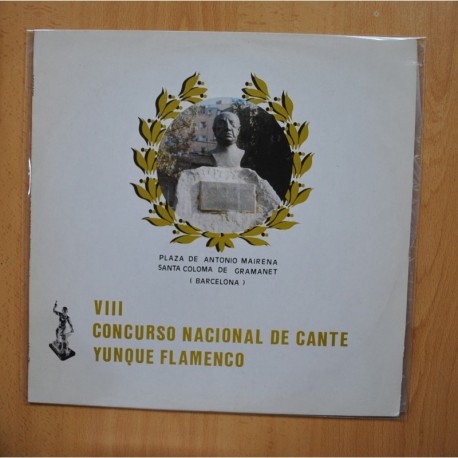 PLAZA DE ANTONIO MAIRENA
SANTA COLOMA DE GRAMANET
( BARCELONA )
VIII
CONCURSO NACIONAL DE CANTE
YUNQUE FLAMENCO